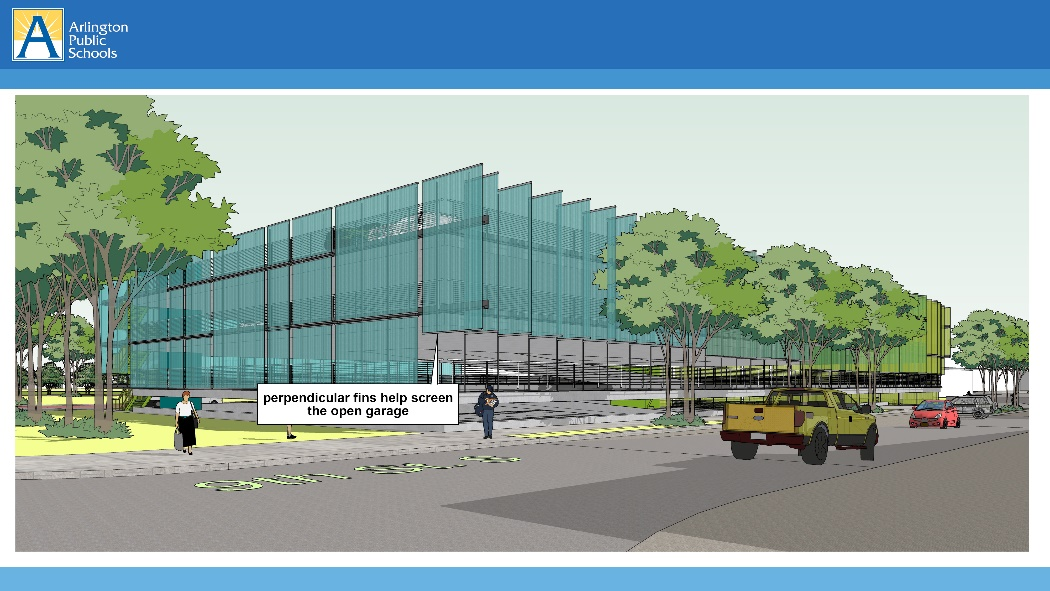 A
Arlington
Public
Schools
perpendicular fins help screen
the open garage